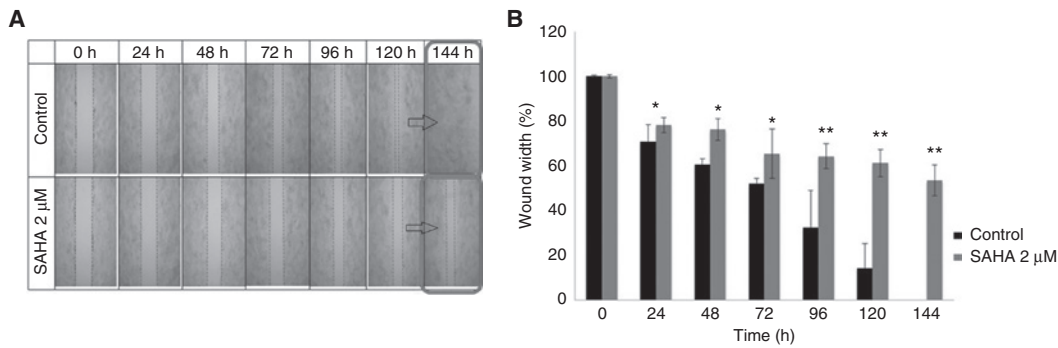 A
0 h 24 h 48 h 72 h 96 h 120 h 144 h
Control
SAHA 2 μM
B
Wound width (%)
120
100
80
60
40
20
0
* * * ** ** **
0 24 48 72 96 120 144
Time (h)
Control
SAHA 2 μM